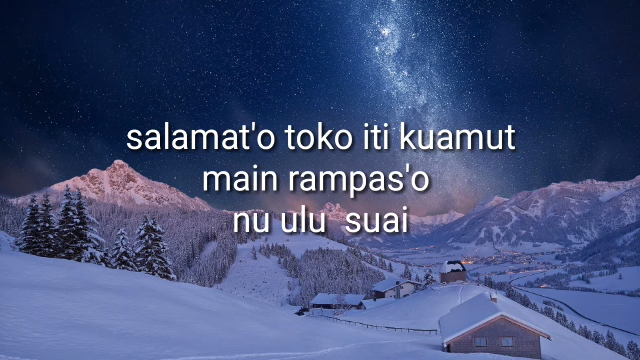 salamat'o toko iti kuamut
main rampas'o
nu ulu  suai